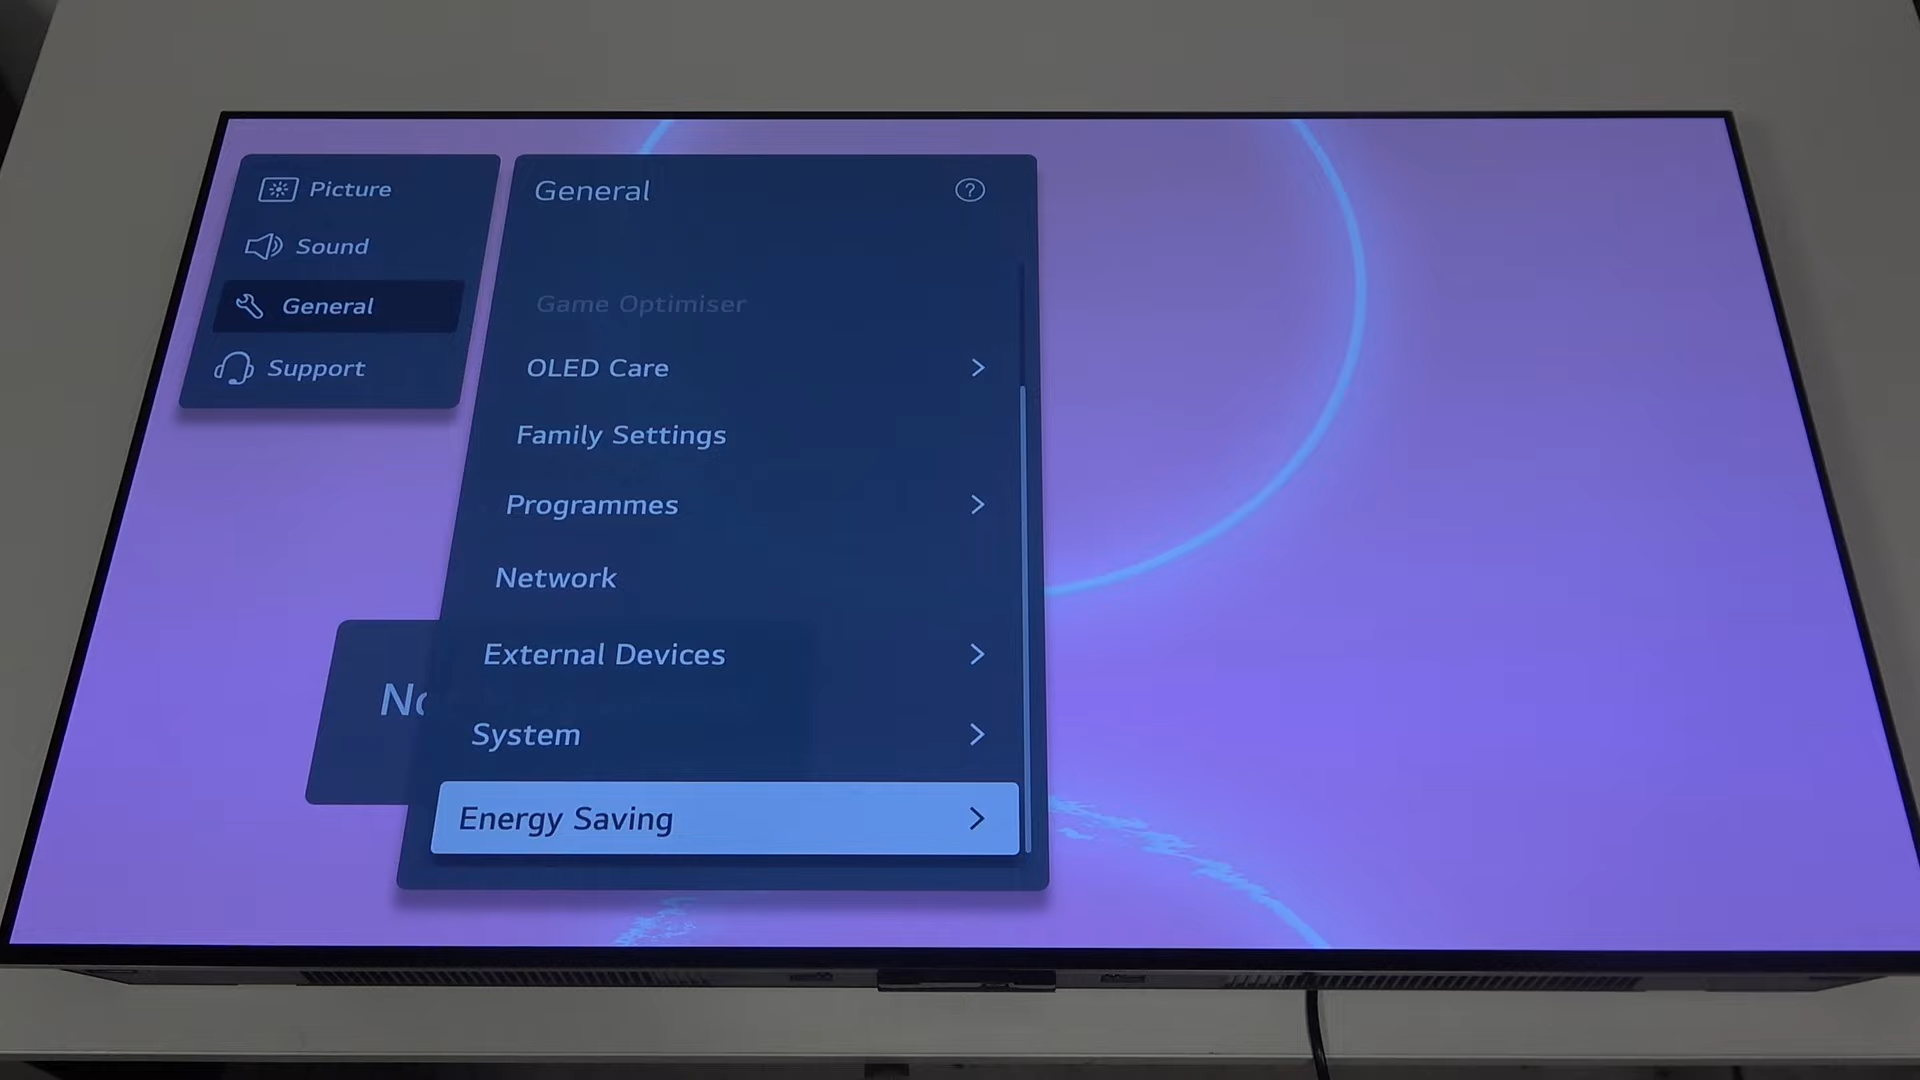 Picture
Sound
General
Support
General
Game Optimiser
OLED Care
Family Settings
Programmes
Network
External Devices
System
Energy Saving